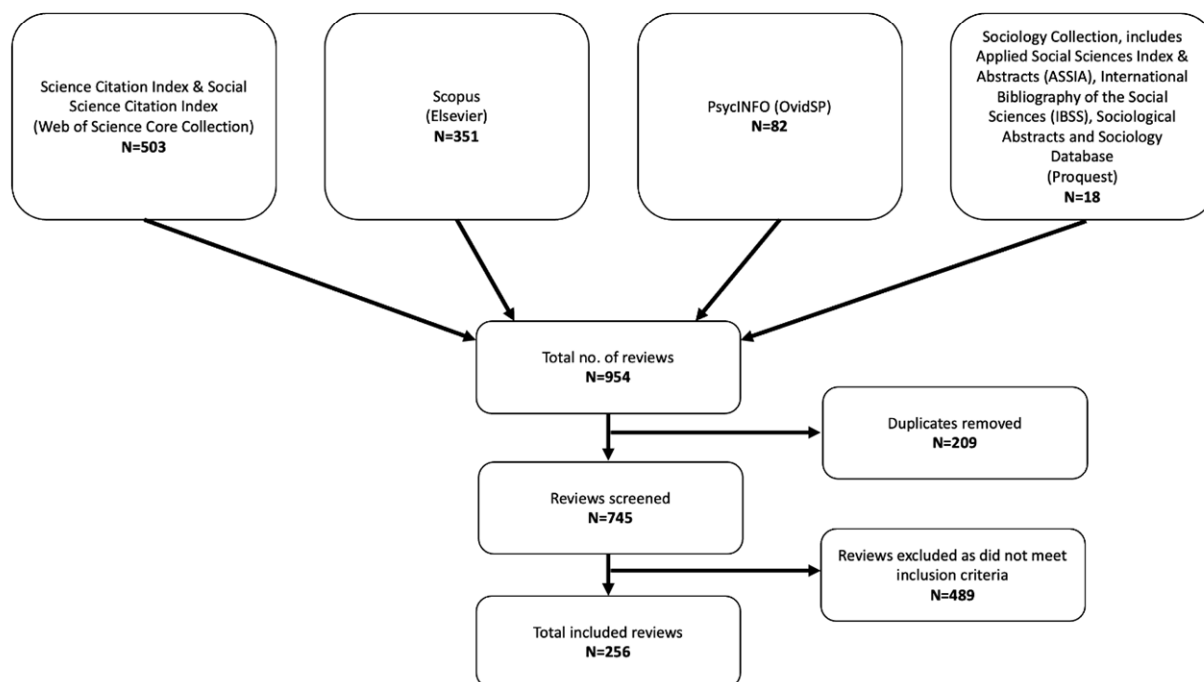 Science Citation Index & Social
Science Citation Index
(Web of Science Core Collection)
N=503
Scopus
(Elsevier)
N=351
PsycINFO (OvidSP)
N=82
Sociology Collection, includes
Applied Social Sciences Index &
Abstracts (ASSIA), International
Bibliography of the Social
Sciences (IBSS), Sociological
Abstracts and Sociology
Database
(Proquest)
N=18
Total no. of reviews
N=954
Duplicates removed
N=209
Reviews screened
N=745
Reviews excluded as did not meet
inclusion criteria
N=489
Total included reviews
N=256